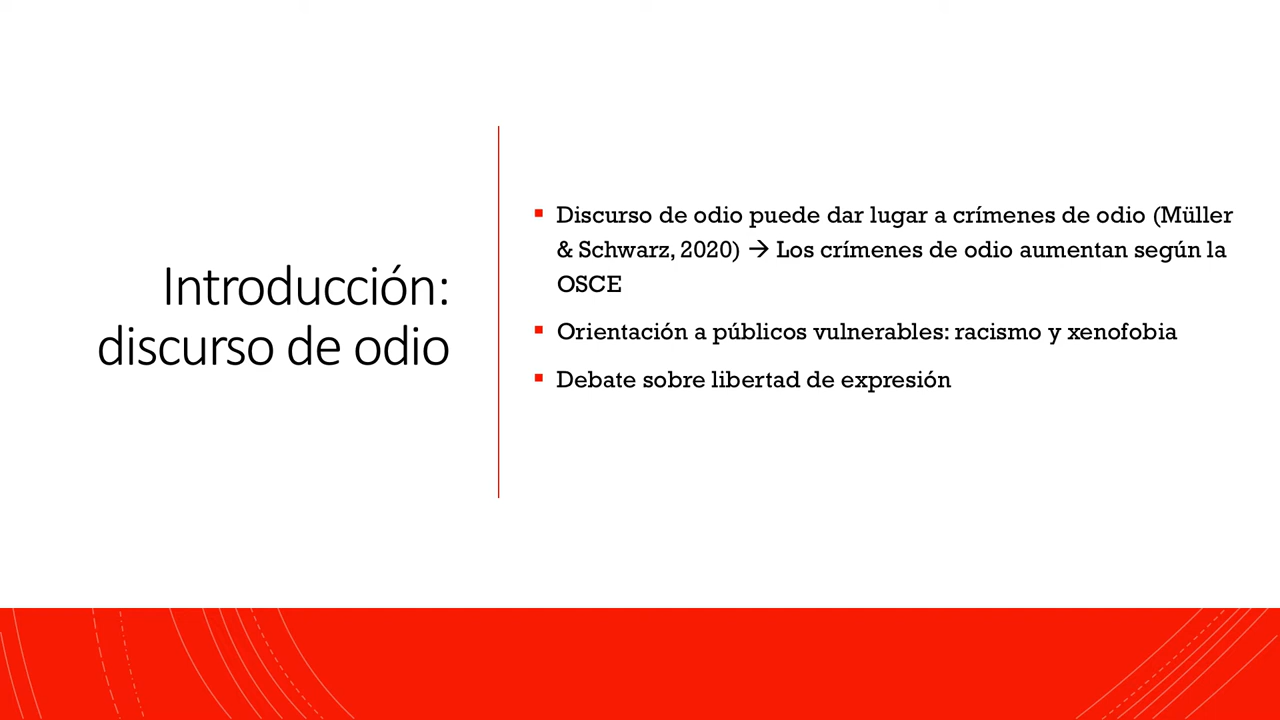 Introducción:
discurso de odio
▪ Discurso de odio puede dar lugar a crímenes de odio (Müller
& Schwarz, 2020) → Los crímenes de odio aumentan según la
OSCE
▪ Orientación a públicos vulnerables: racismo y xenofobia
▪ Debate sobre libertad de expresión